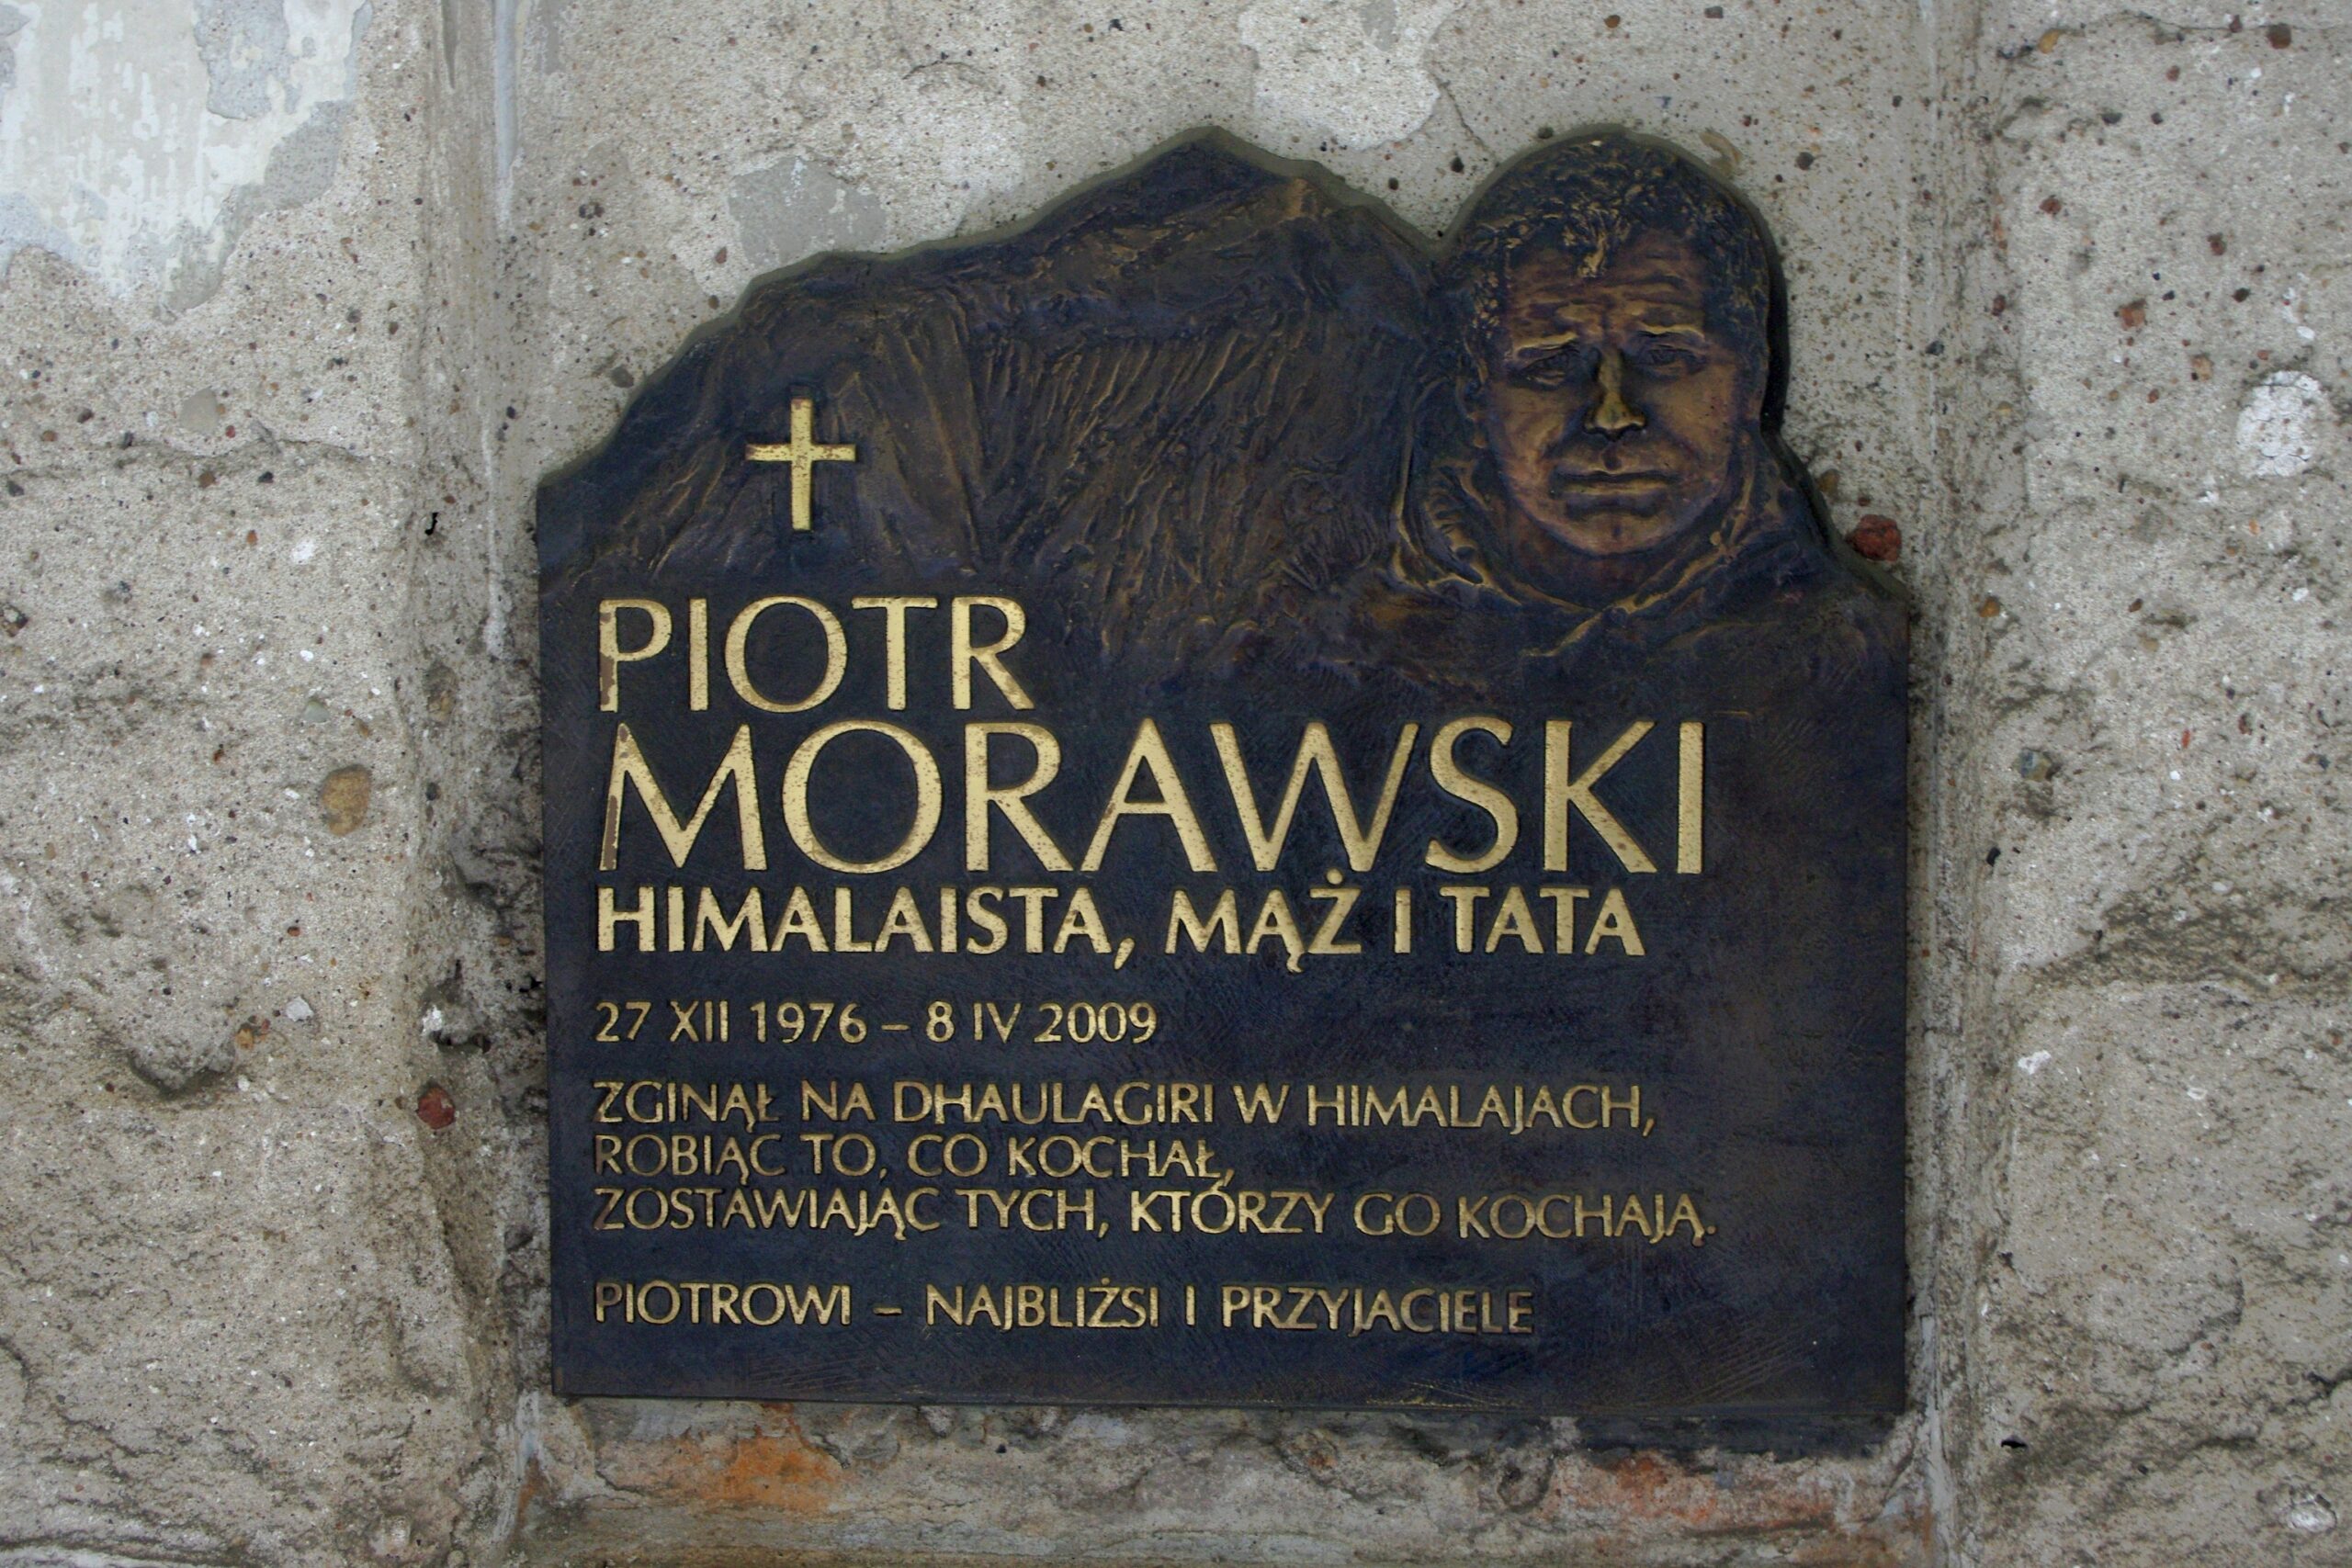 PIOTR
MORAWSKI
HIMALAISTA, MĄŻ I TATA
27 XII 1976 – 8 IV 2009
ZGINĄŁ NA DHAULAGIRI W HIMALAJACH,
ROBIĄC TO, CO KOCHAŁ,
ZOSTAWIAJĄC TYCH, KTÓRZY GO KOCHAJĄ.
PIOTROWI – NAJBLIŻSI I PRZYJACIELE